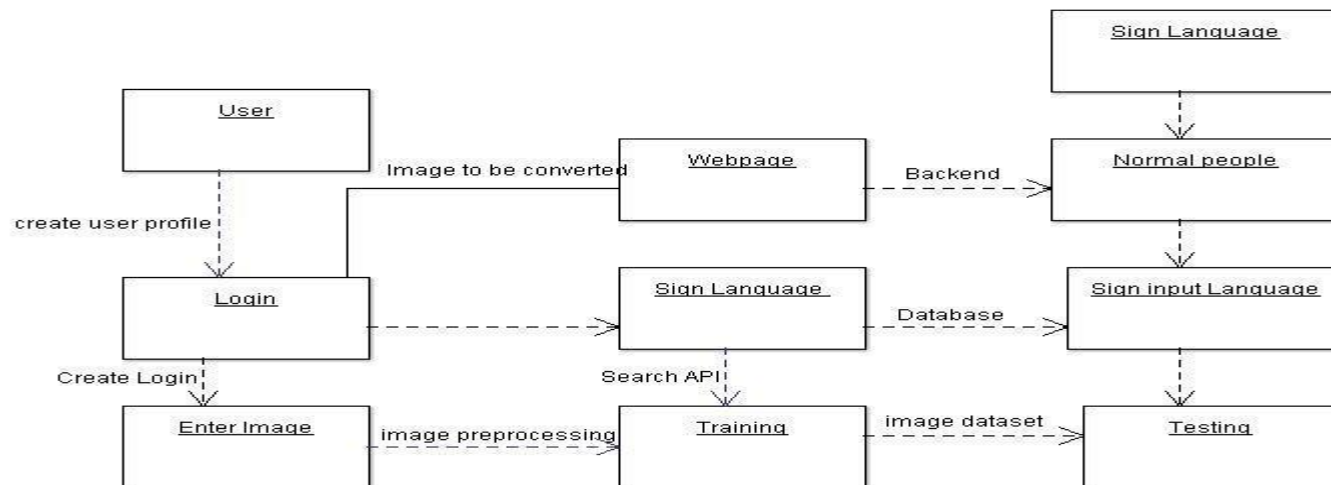 Sign Language
User
Image to be converted
Webpage
Backend
Normal people
create user profile
Login
Sign Language
Database
Sign input Language
Create Login
Search API
Enter Image
image preprocessing
Training
image dataset
Testing